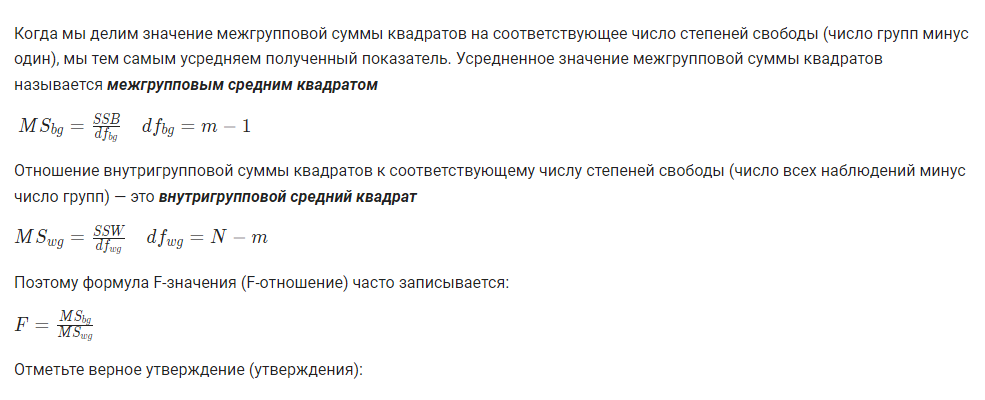 Когда мы делим значение межгрупповой суммы квадратов на соответствующее число степеней свободы (число групп минус
один), мы тем самым усредняем полученный показатель. Усредненное значение межгрупповой суммы квадратов
называется межгрупповым средним квадратом
MS_{bg} = \frac{SSB}{df_{bg}} df_{bg} = m − 1
Отношение внутригрупповой суммы квадратов к соответствующему числу степеней свободы (число всех наблюдений минус
число групп) — это внутригрупповой средний квадрат
MS_{wg} = \frac{SSW}{df_{wg}} df_{wg} = N − m
Поэтому формула F-значения (F-отношение) часто записывается:
F = \frac{MS_{bg}}{MS_{wg}}
Отметьте верное утверждение (утверждения):